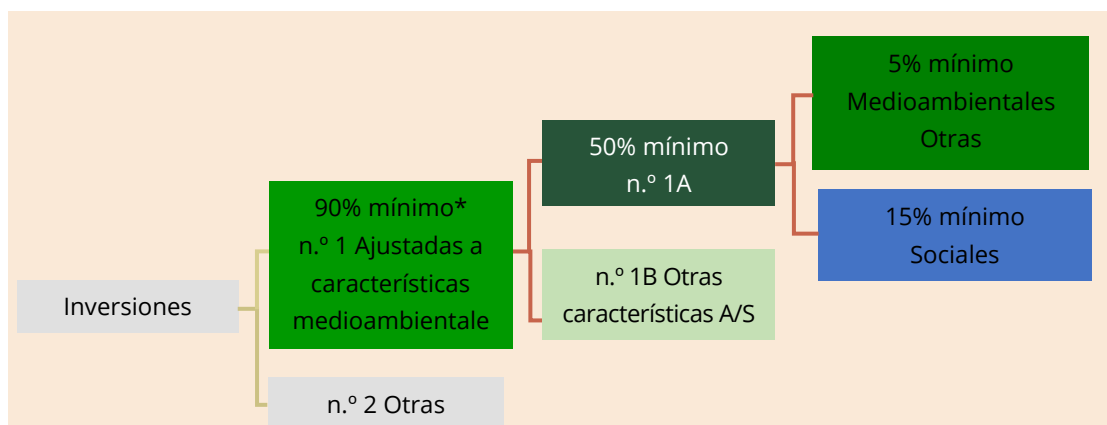 5% mínimo
Medioambientales
Otras
50% mínimo
n.º 1A
90% mínimo*
n.º 1 Ajustadas a
características
medioambientale
15% mínimo
Sociales
n.º 1B Otras
características A/S
Inversiones
n.º 2 Otras